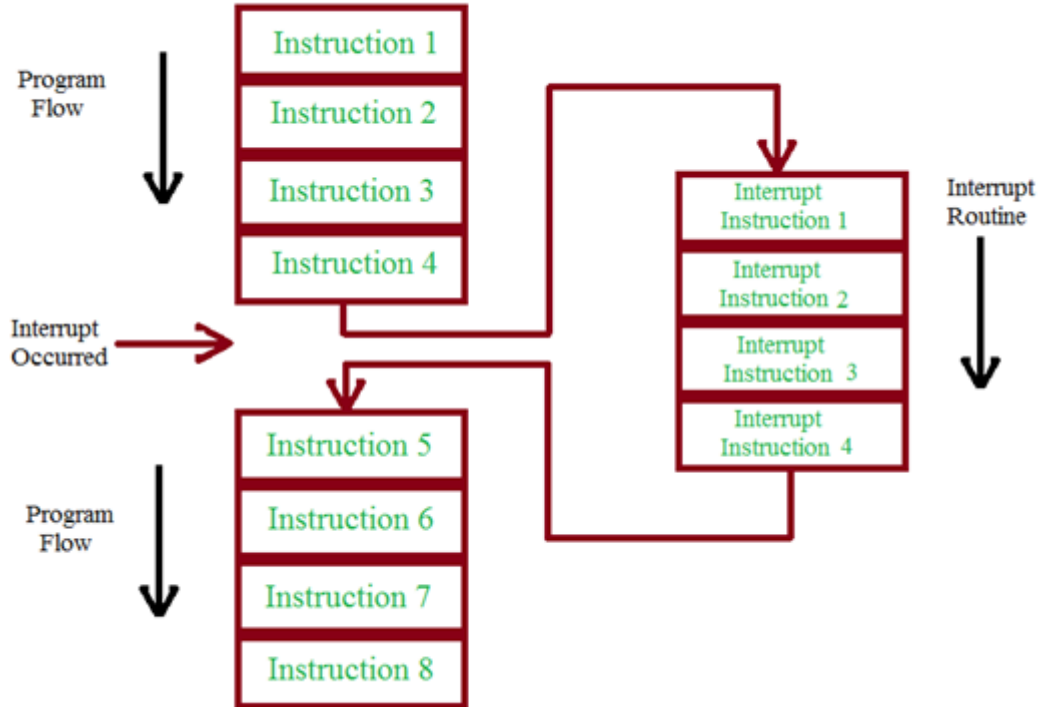 Program
Flow
Instruction 1
Instruction 2
Instruction 3
Instruction 4
Interrupt
Occurred
Interrupt
Instruction 1
Interrupt
Instruction 2
Interrupt
Instruction 3
Interrupt
Instruction 4
Interrupt
Routine
Program
Flow
Instruction 5
Instruction 6
Instruction 7
Instruction 8